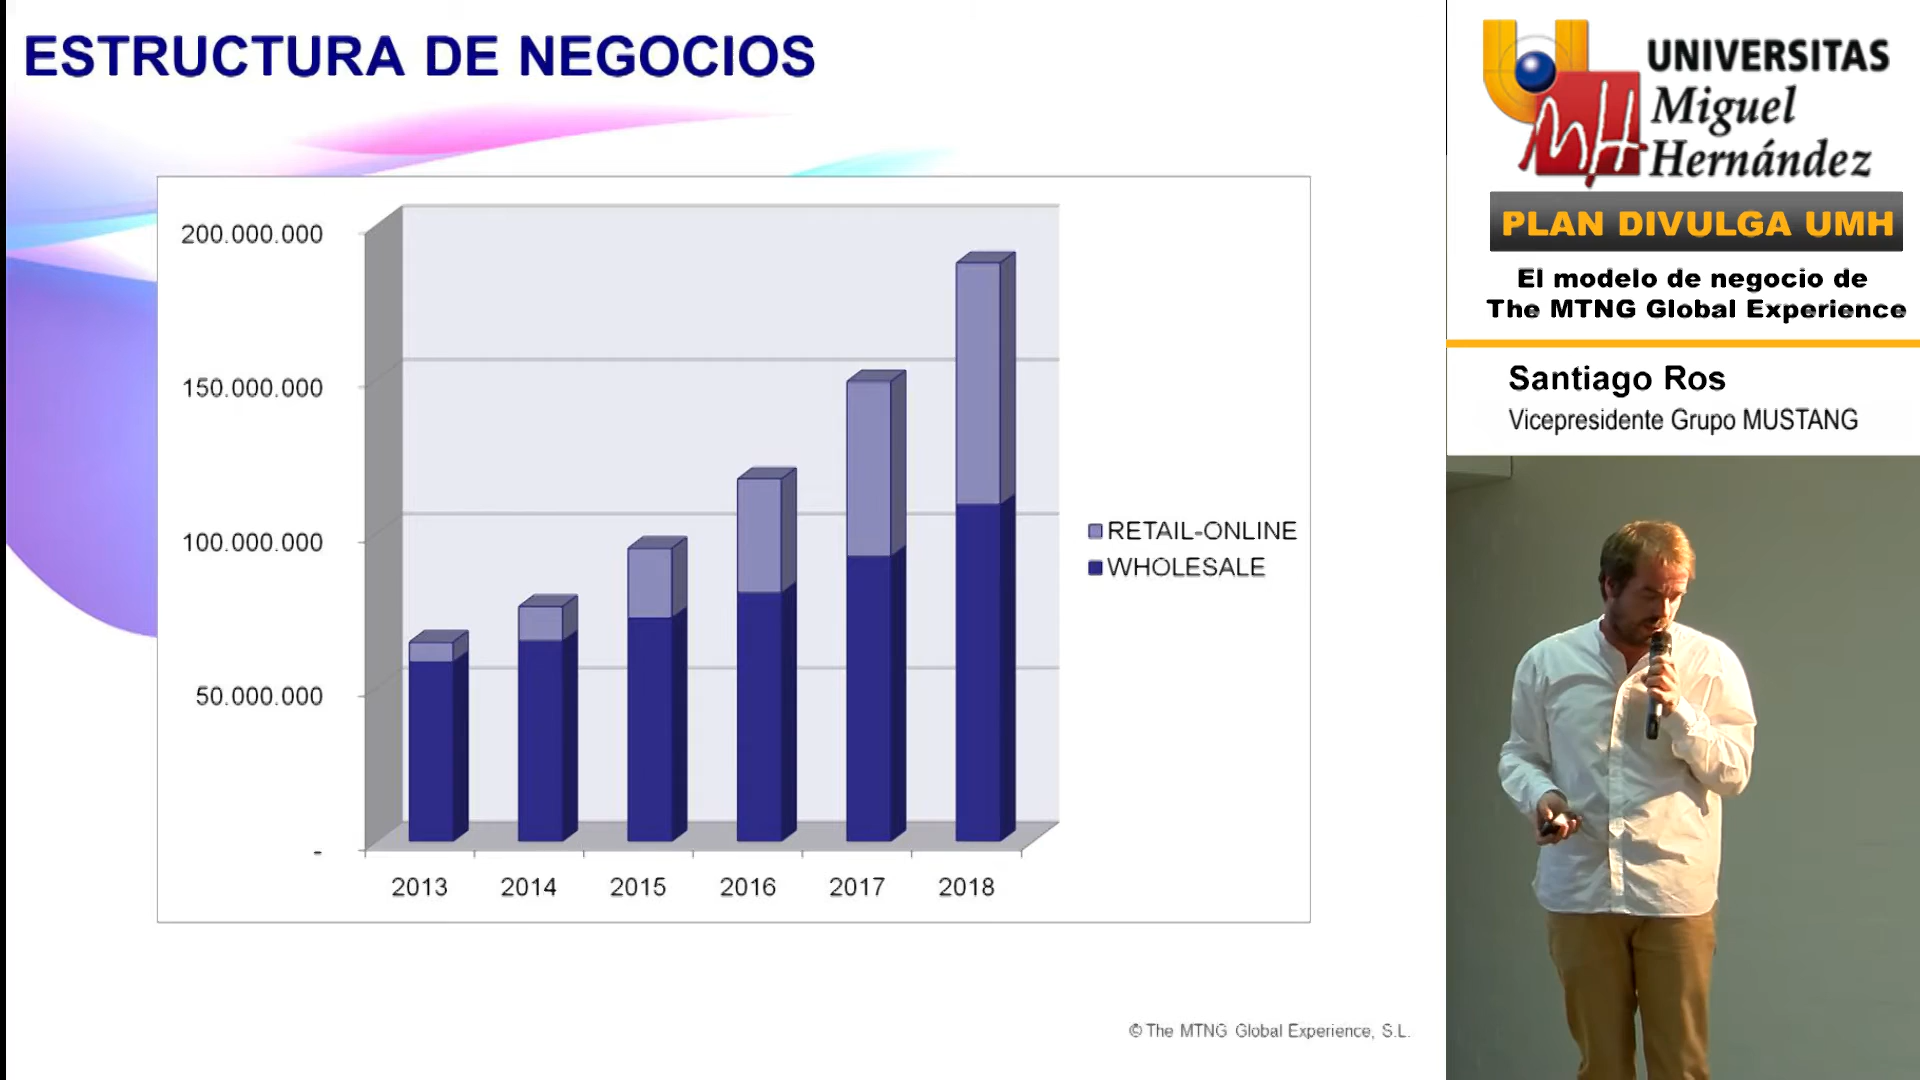 ESTRUCTURA DE NEGOCIOS
200.000.000
150.000.000
100.000.000
50.000.000
-
2013 2014 2015 2016 2017 2018
RETAIL-ONLINE
WHOLESALE
© The MTNG Global Experience, S.L.
UNIVERSITAS
Miguel
Hernández
UMH
PLAN DIVULGA UMH
El modelo de negocio de
The MTNG Global Experience
Santiago Ros
Vicepresidente Grupo MUSTANG